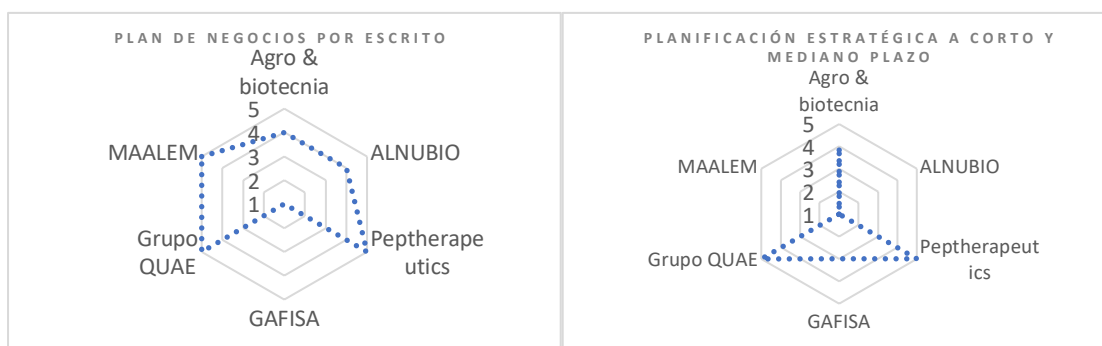 PLAN DE NEGOCIOS POR ESCRITO
Agro &
biotecnia
5
4
3
2
1
ALNUBIO
Peptherape
utics
GAFISA
Grupo
QUAE
MAALEM
PLANIFICACIÓN ESTRATÉGICA A CORTO Y
MEDIANO PLAZO
Agro &
biotecnia
5
4
3
2
1
ALNUBIO
Peptherapeut
ics
GAFISA
Grupo QUAE
MAALEM